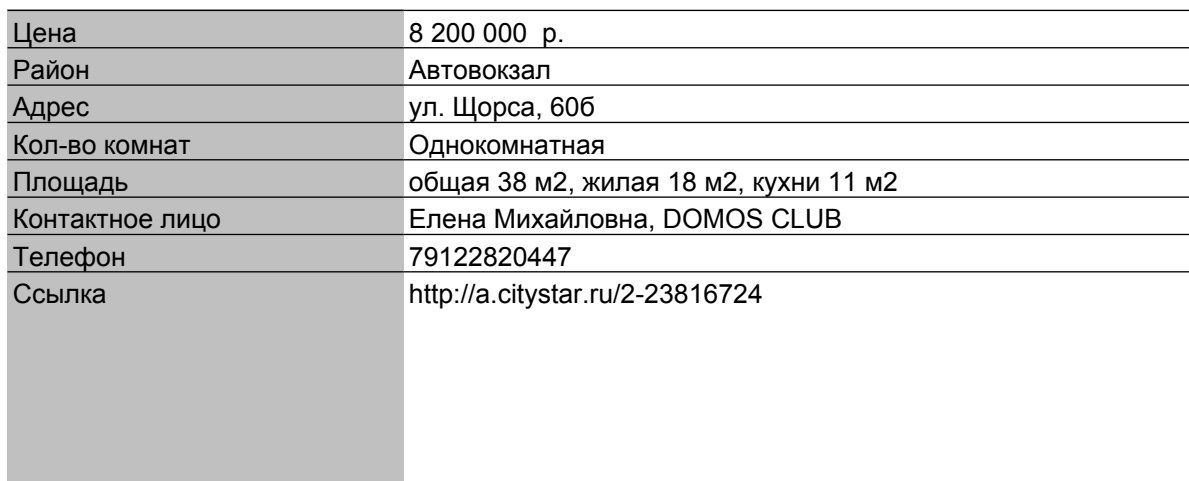 Цена 8 200 000 р.
Район Автовокзал
Адрес ул. Щорса, 60б
Кол-во комнат Однокомнатная
Площадь общая 38 м2, жилая 18 м2, кухни 11 м2
Контактное лицо Елена Михайловна, DOMOS CLUB
Телефон 79122820447
Ссылка http://a.citystar.ru/2-23816724